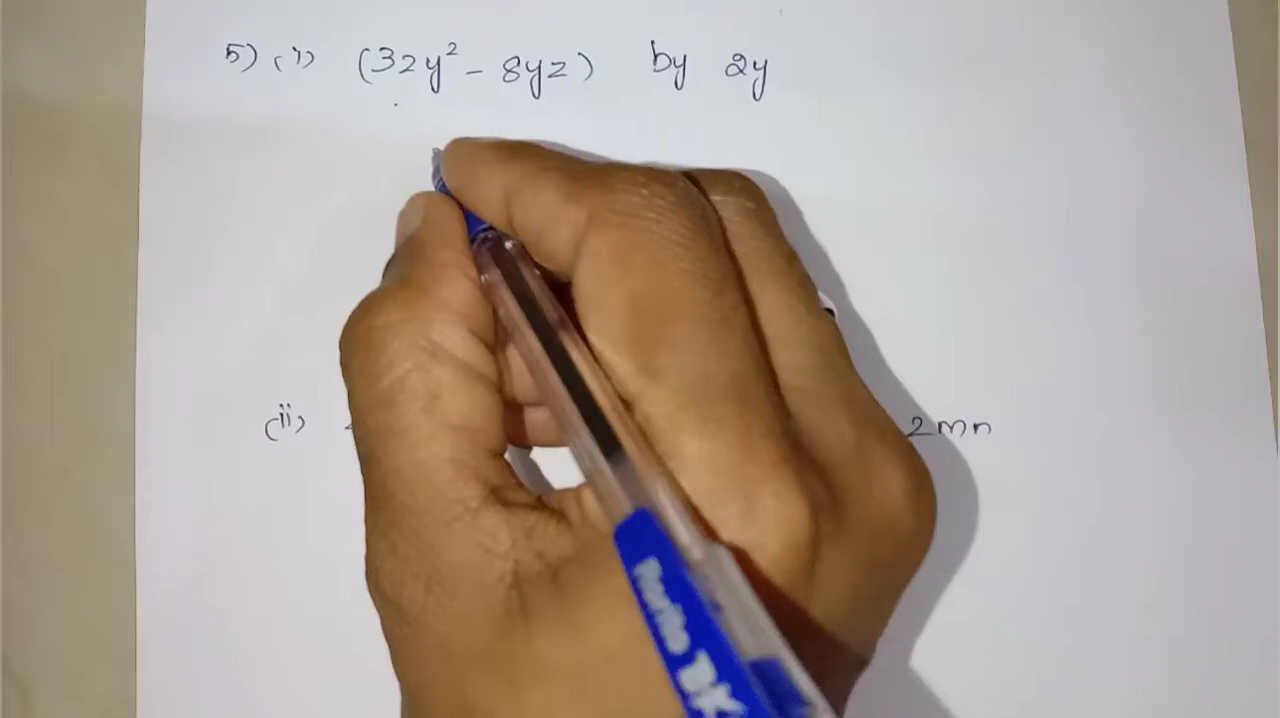 5) (i) (32y² - 8yz) by 2y
(ii) 2mn